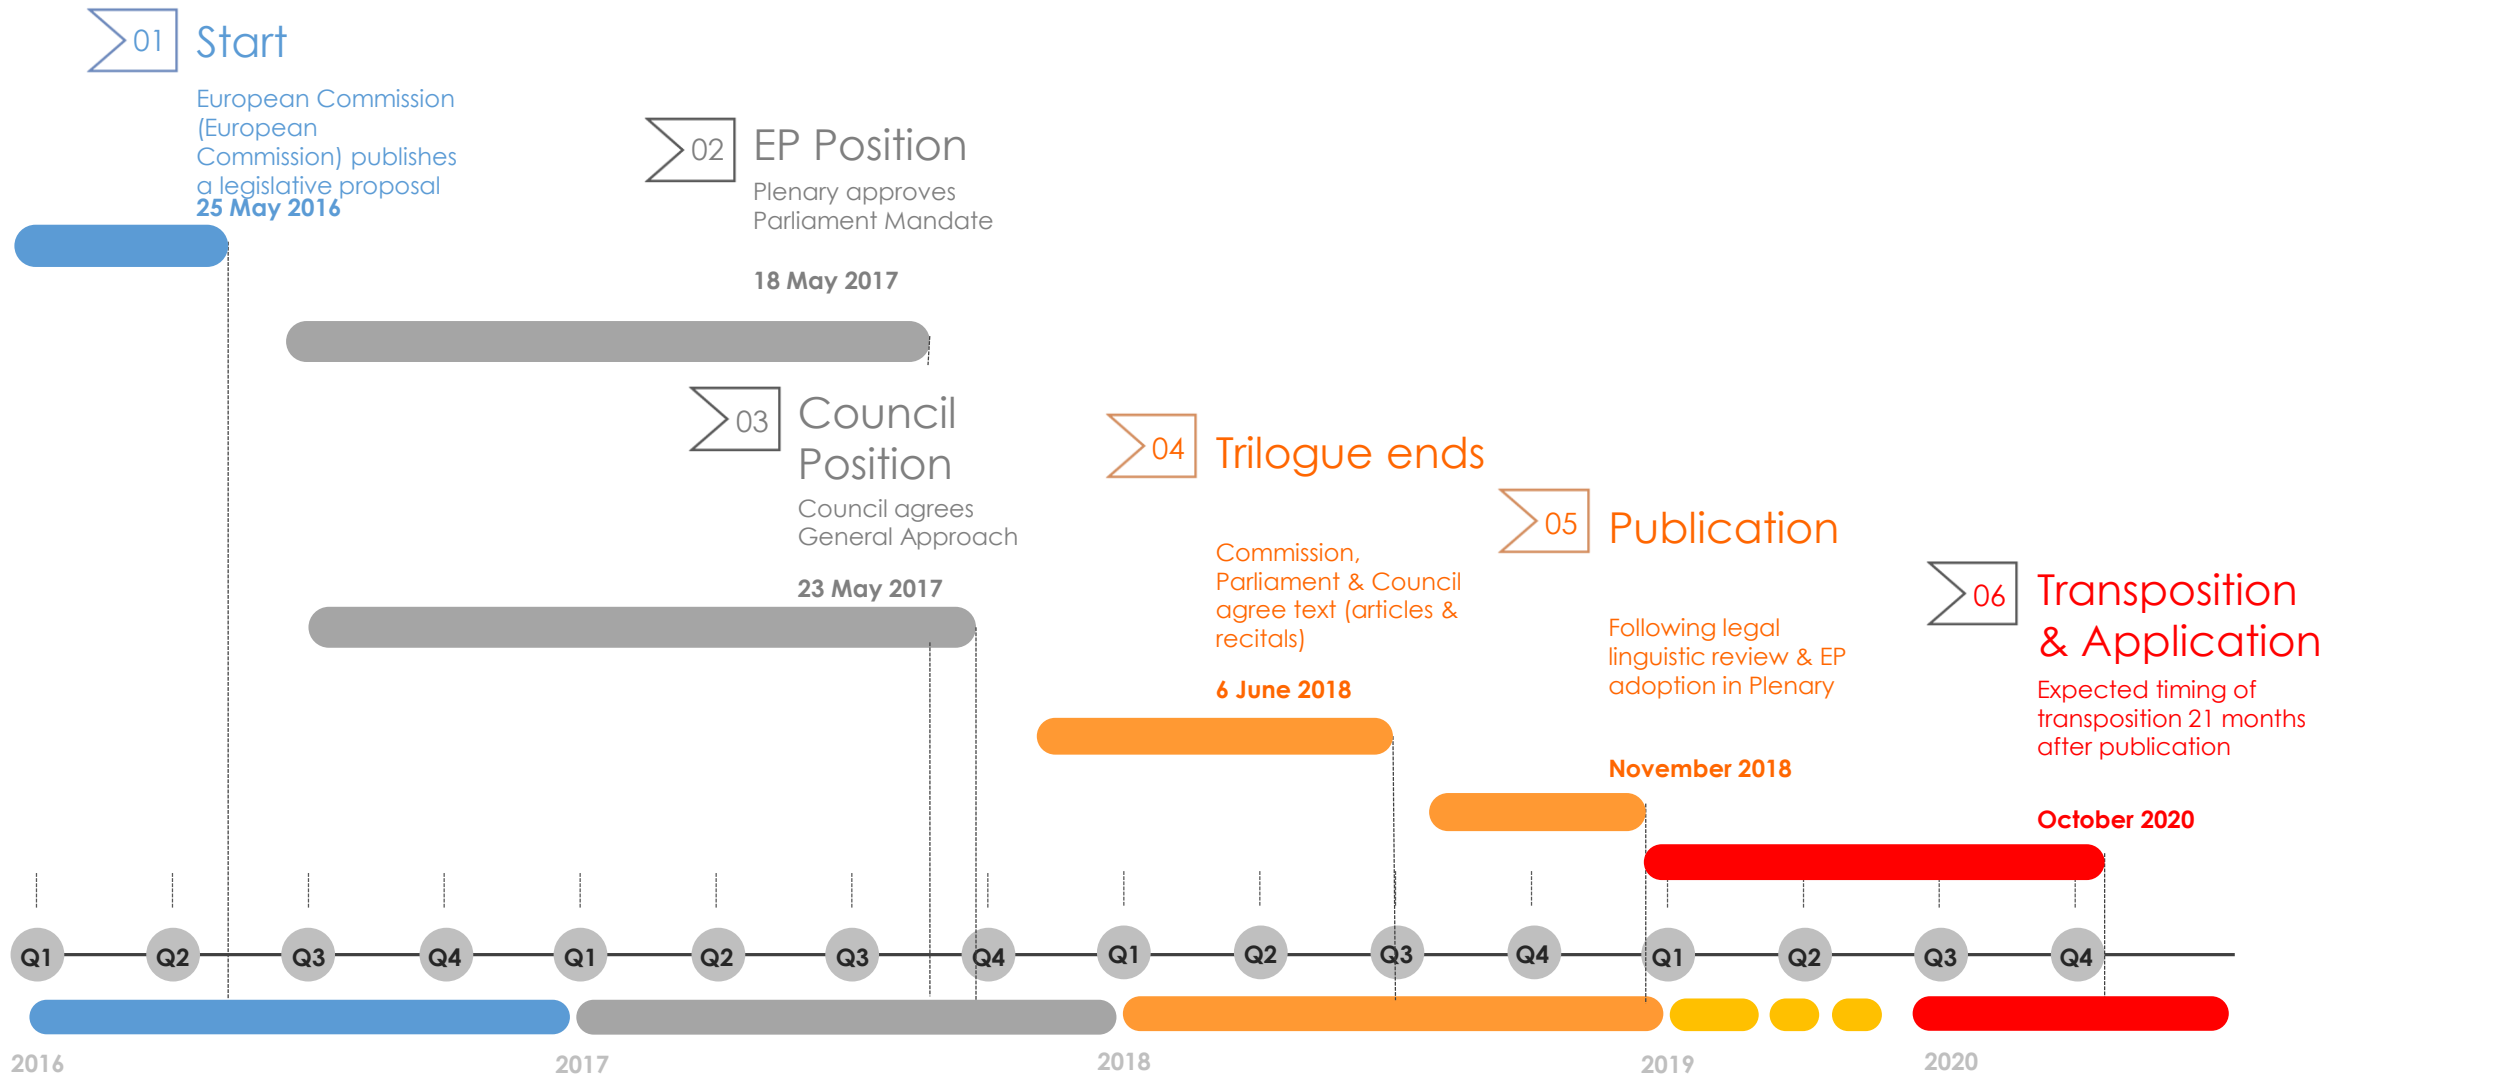 01
Start
European Commission
(European
Commission) publishes
a legislative proposal
25 May 2016
02
EP Position
Plenary approves
Parliament Mandate
18 May 2017
03
Council
Position
Council agrees
General Approach
23 May 2017
04
Trilogue ends
Commission,
Parliament & Council
agree text (articles &
recitals)
6 June 2018
05
Publication
Following legal
linguistic review & EP
adoption in Plenary
November 2018
06
Transposition
& Application
Expected timing of
transposition 21 months
after publication
October 2020
Q1 Q2 Q3 Q4 Q1 Q2 Q3 Q4 Q1 Q2 Q3 Q4 Q1 Q2 Q3 Q4
2016 2017 2018 2019 2020